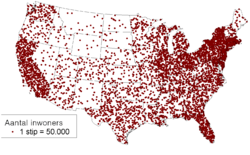 Aantal inwoners
1 stip = 50.000